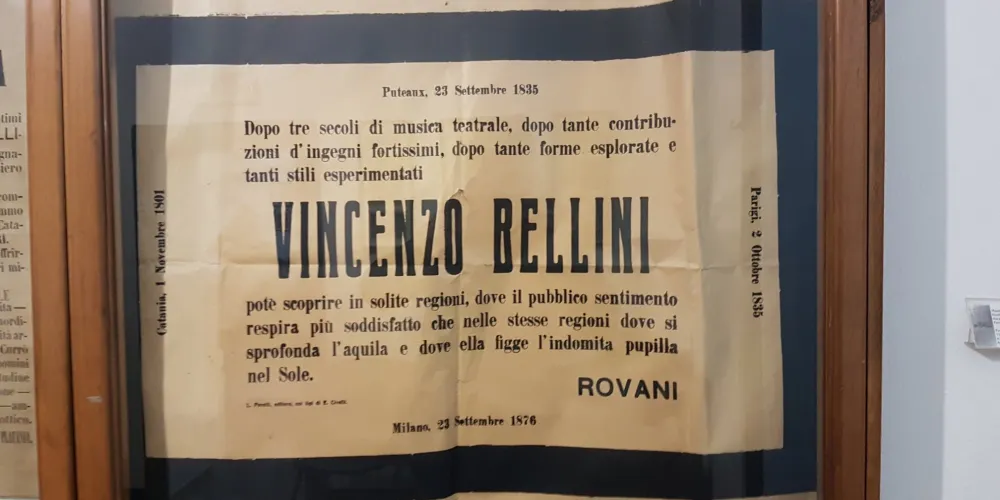 Puteaux, 23 Settembre 1835
Dopo tre secoli di musica teatrale, dopo tante contribu-
zioni d'ingegni fortissimi, dopo tante forme esplorate e
tanti stili esperimentati
VINCENZO BELLINI
potè scoprire in solite regioni, dove il pubblico sentimento
respira più soddisfatto che nelle stesse regioni dove si
sprofonda l'aquila e dove ella figge l'indomita pupilla
nel Sole.
ROVANI
Milano, 23 Settembre 1876
Catania, 1 Novembre 1801
Parigi, 2 Ottobre 1835